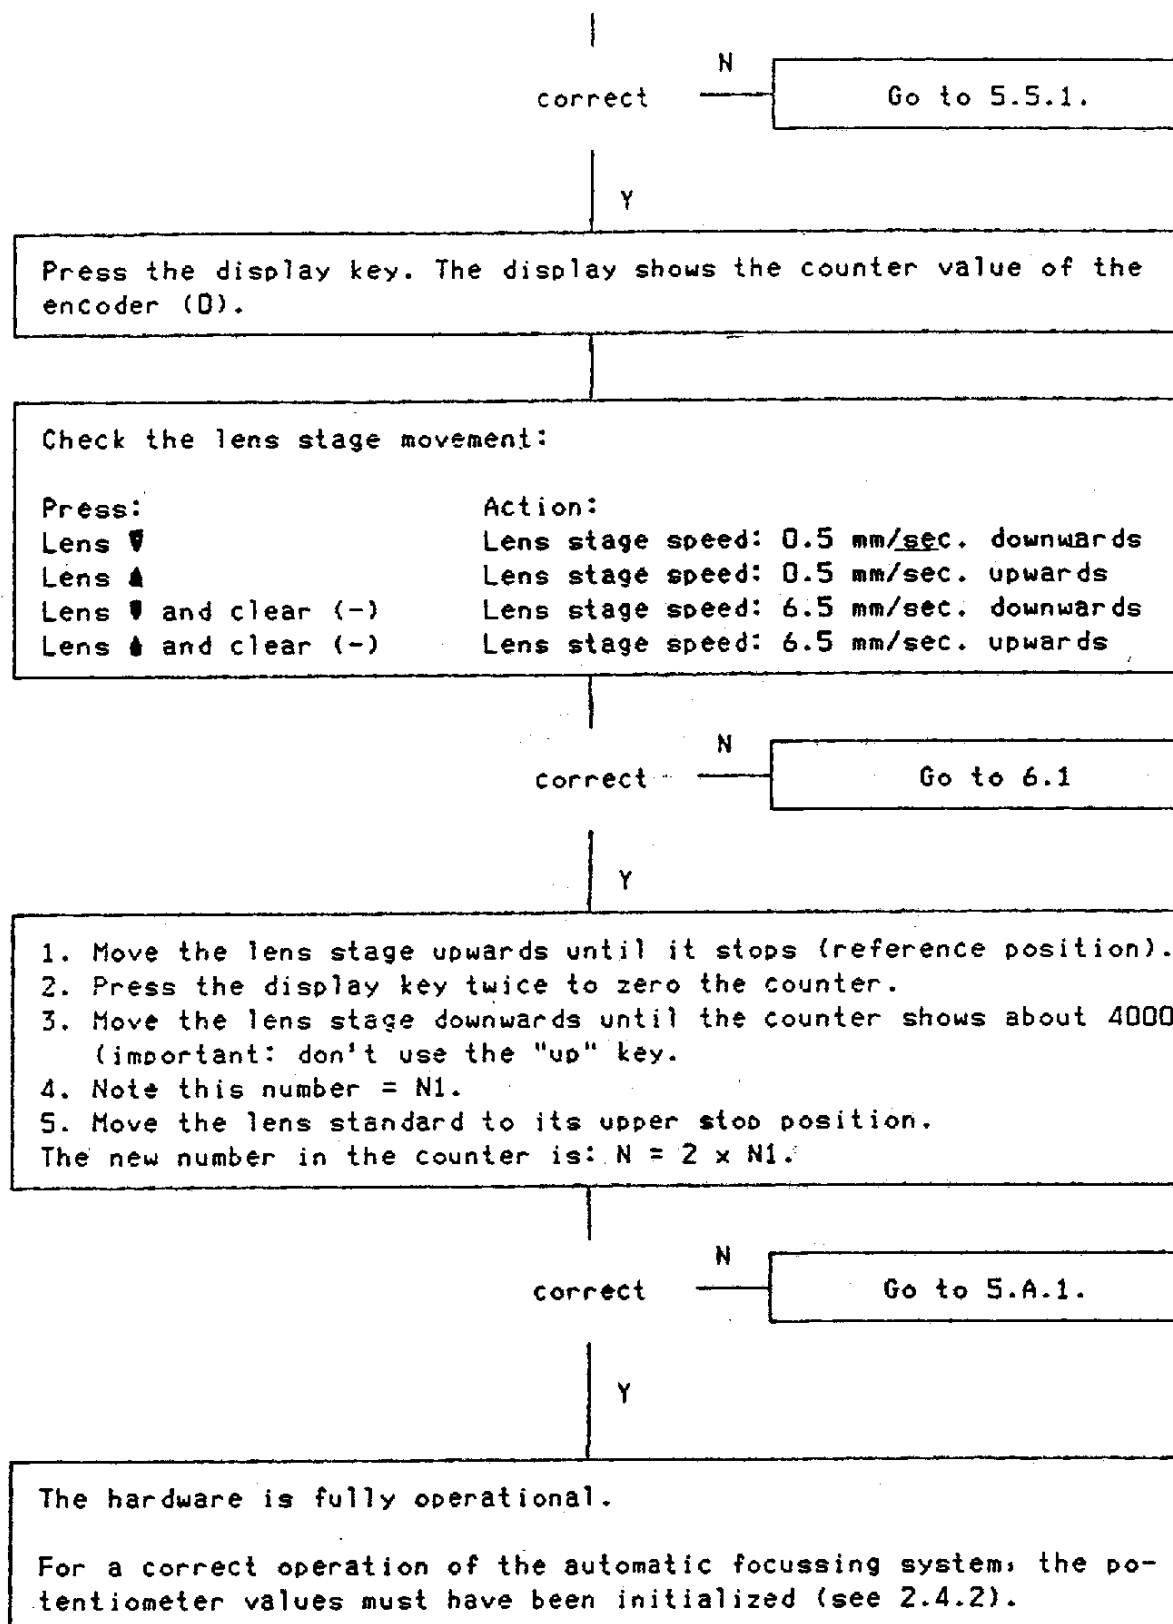 N
correct Go to 5.5.1.
Y
Press the display key. The display shows the counter value of the
encoder (0).
Check the lens stage movement:
Press: Action:
Lens ▼ Lens stage speed: 0.5 mm/sec. downwards
Lens ▲ Lens stage speed: 0.5 mm/sec. upwards
Lens ▼ and clear (-) Lens stage speed: 6.5 mm/sec. downwards
Lens ▲ and clear (-) Lens stage speed: 6.5 mm/sec. upwards
N
correct Go to 6.1
Y
1. Move the lens stage upwards until it stops (reference position).
2. Press the display key twice to zero the counter.
3. Move the lens stage downwards until the counter shows about 4000
(important: don't use the "up" key.
4. Note this number = N1.
5. Move the lens standard to its upper stop position.
The new number in the counter is: N = 2 x N1.
N
correct Go to 5.A.1.
Y
The hardware is fully operational.
For a correct operation of the automatic focussing system, the po-
tentiometer values must have been initialized (see 2.4.2).